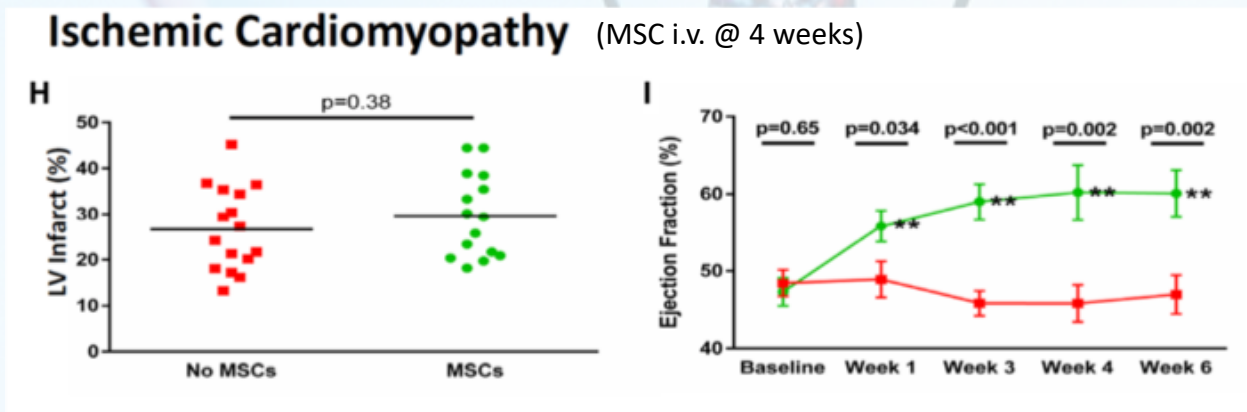 Ischemic Cardiomyopathy (MSC i.v. @ 4 weeks)
H
p=0.38
LV Infarct (%)
50
40
30
20
10
0
No MSCs
MSCs
I
Ejection Fraction (%)
70
60
50
40
p=0.65 p=0.034 p<0.001 p=0.002 p=0.002
** ** ** **
Baseline Week 1 Week 3 Week 4 Week 6